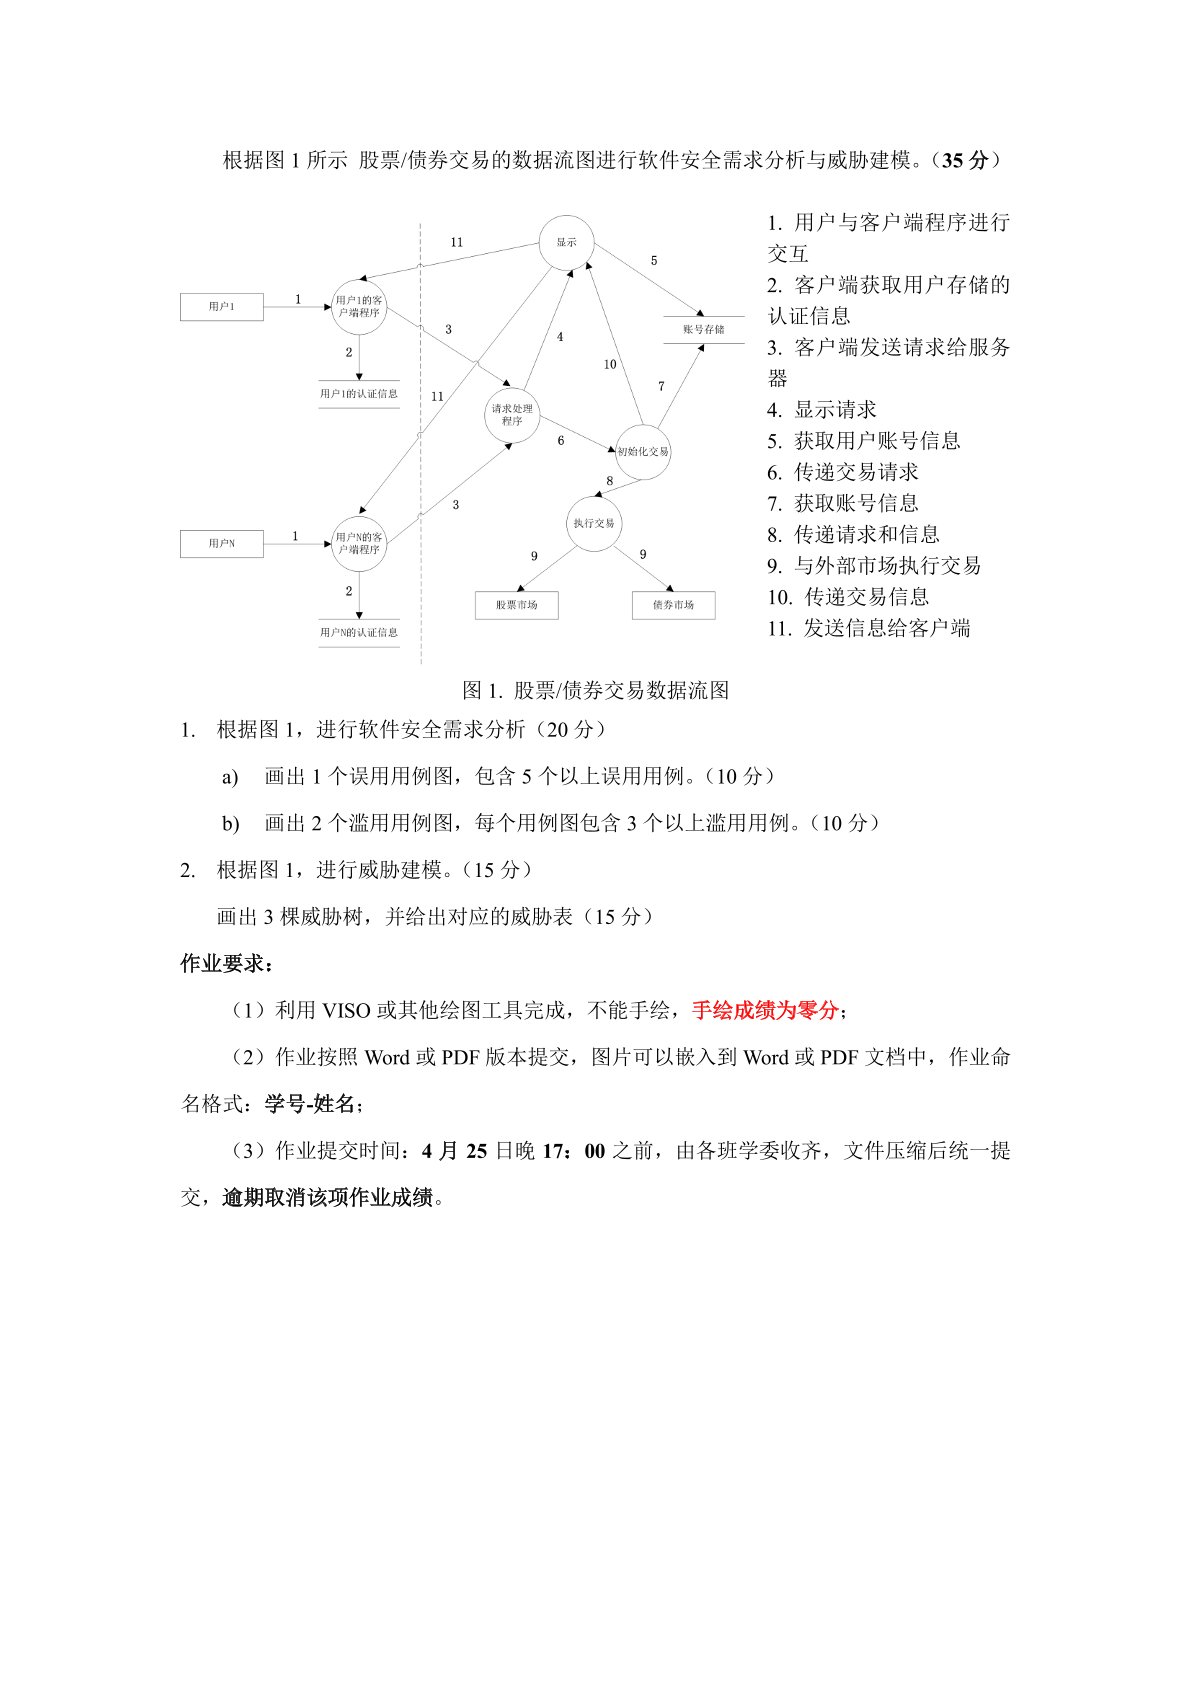 根据图 1 所示 股票/债券交易的数据流图进行软件安全需求分析与威胁建模。（35 分）
显示
11
5
用户1
1
用户1的客
户端程序
3
4
账号存储
2
10
7
用户1的认证信息
11
请求处理
程序
6
初始化交易
8
3
执行交易
用户N
1
用户N的客
户端程序
9
9
2
股票市场
债券市场
用户N的认证信息
1. 用户与客户端程序进行
交互
2. 客户端获取用户存储的
认证信息
3. 客户端发送请求给服务
器
4. 显示请求
5. 获取用户账号信息
6. 传递交易请求
7. 获取账号信息
8. 传递请求和信息
9. 与外部市场执行交易
10. 传递交易信息
11. 发送信息给客户端
图 1. 股票/债券交易数据流图
1. 根据图 1，进行软件安全需求分析（20 分）
a) 画出 1 个误用用例图，包含 5 个以上误用用例。（10 分）
b) 画出 2 个滥用用例图，每个用例图包含 3 个以上滥用用例。（10 分）
2. 根据图 1，进行威胁建模。（15 分）
画出 3 棵威胁树，并给出对应的威胁表（15 分）
作业要求：
（1）利用 VISO 或其他绘图工具完成，不能手绘，手绘成绩为零分；
（2）作业按照 Word 或 PDF 版本提交，图片可以嵌入到 Word 或 PDF 文档中，作业命
名格式：学号-姓名；
（3）作业提交时间：4 月 25 日晚 17：00 之前，由各班学委收齐，文件压缩后统一提
交，逾期取消该项作业成绩。